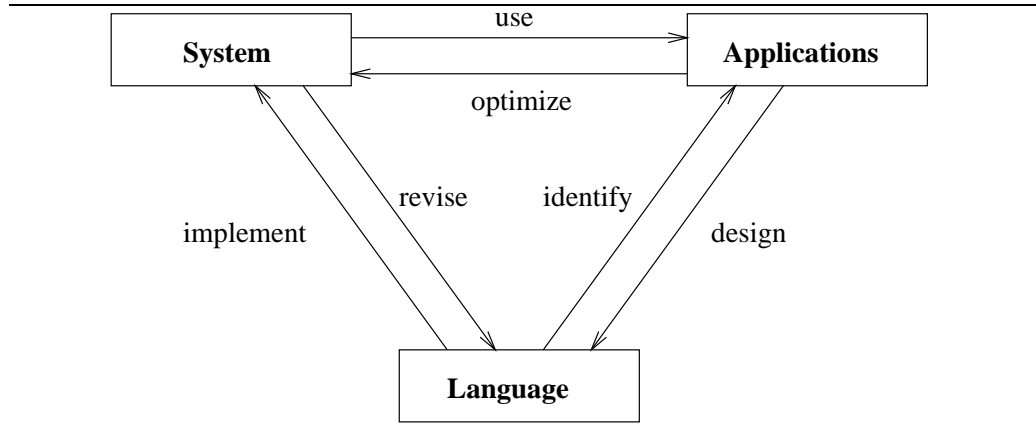 use
System
Applications
optimize
revise
identify
implement
design
Language